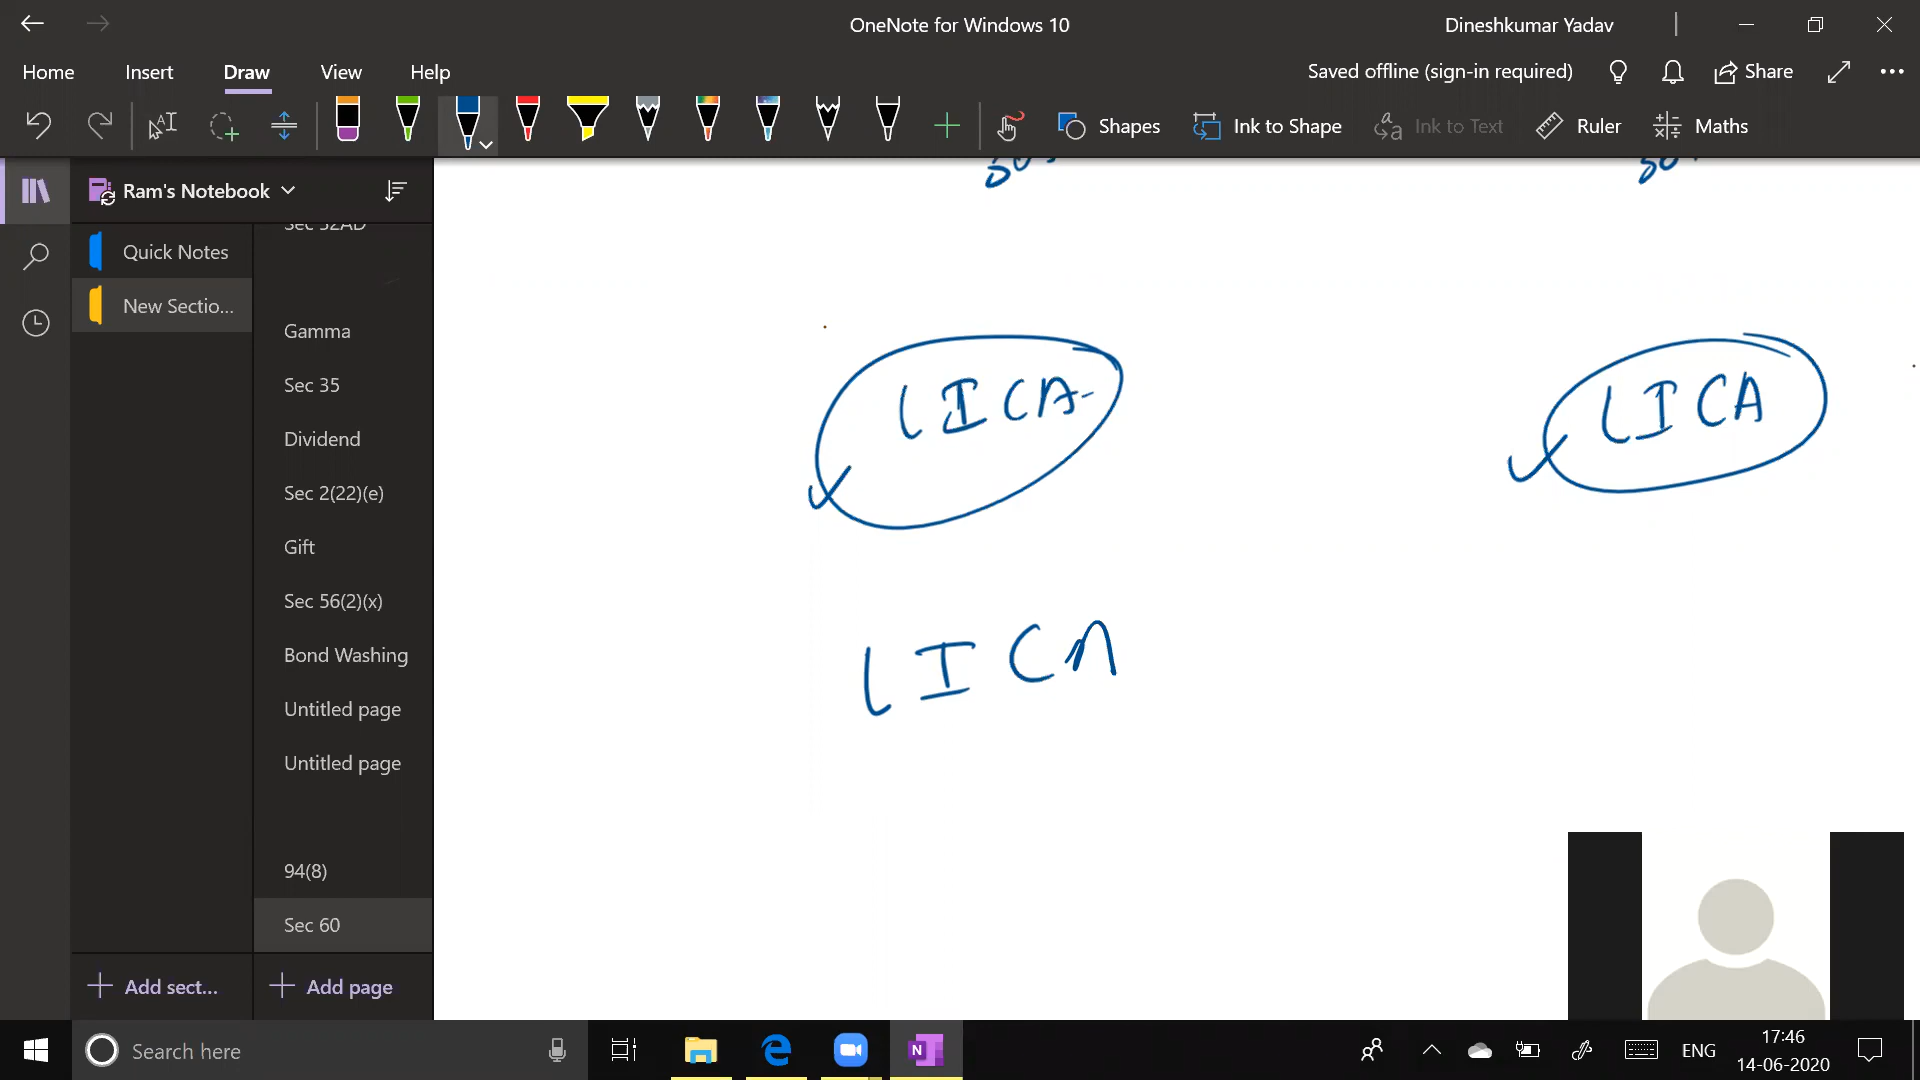 OneNote for Windows 10
Dineshkumar Yadav
Home Insert Draw View Help
Saved offline (sign-in required)
Share
Shapes
Ink to Shape
Ink to Text
Ruler
Maths
Ram's Notebook
Quick Notes
New Sectio...
Sec 52AD
Gamma
Sec 35
Dividend
Sec 2(22)(e)
Gift
Sec 56(2)(x)
Bond Washing
Untitled page
Untitled page
94(8)
Sec 60
Add sect...
Add page
LICA
LICA
LICA
Search here
ENG
17:46
14-06-2020